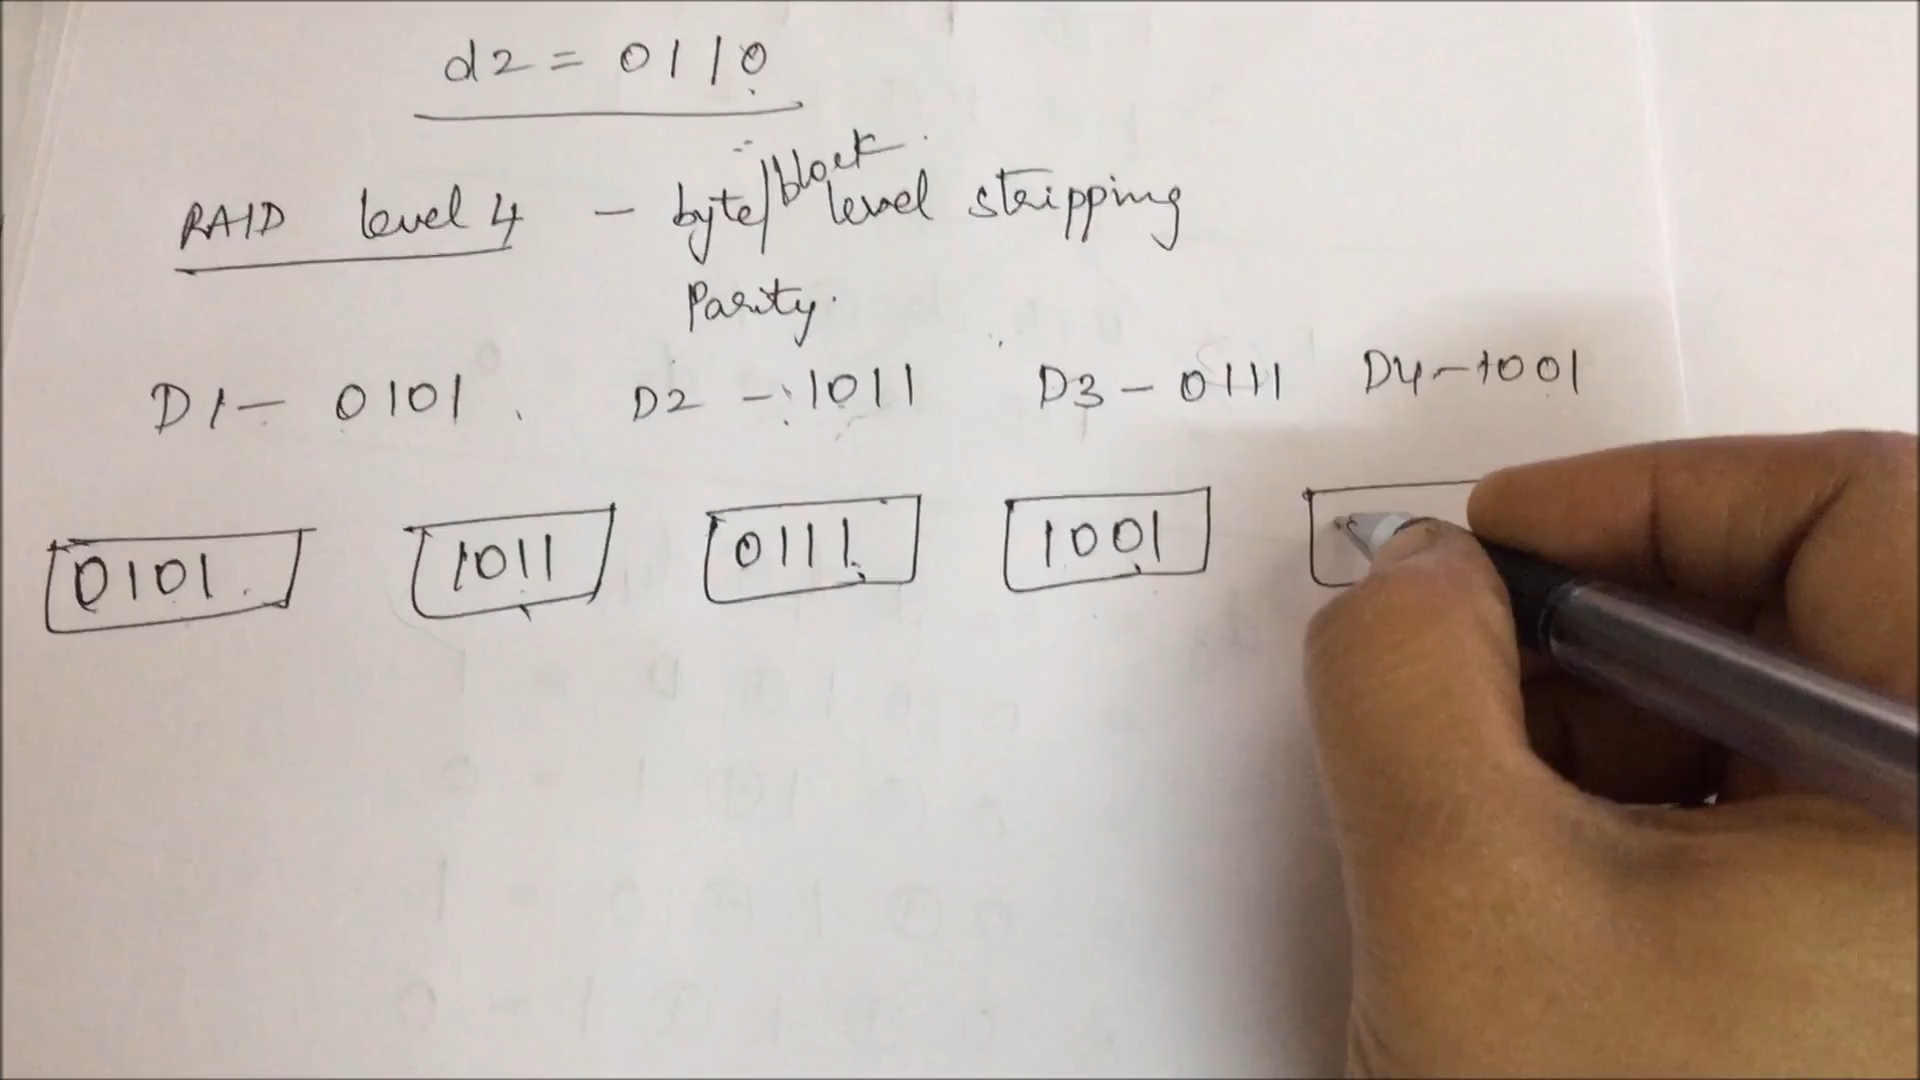 d2 = 0110
RAID level 4 - byte/block level stripping
Parity.
D1- 0101 D2 - 1011 D3 - 0111 D4-1001
0101 1011 0111 1001